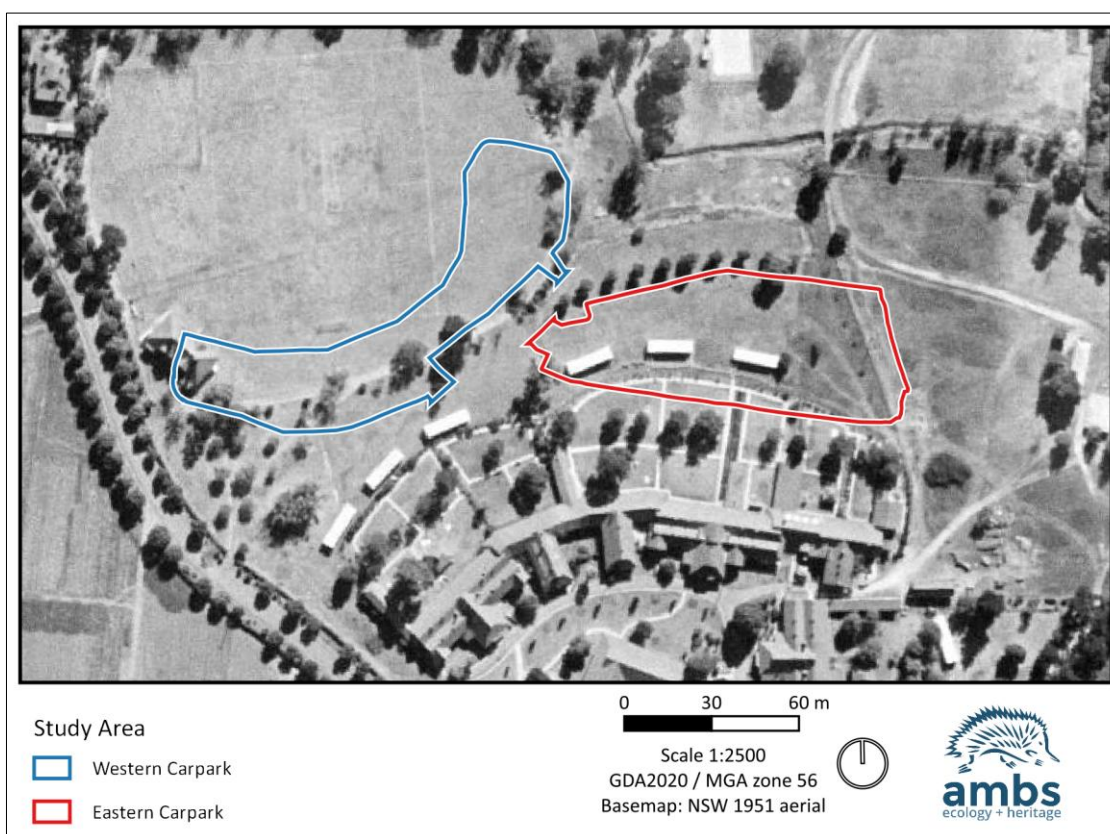 Study Area
Western Carpark
Eastern Carpark
0 30 60 m
Scale 1:2500
GDA2020 / MGA zone 56
Basemap: NSW 1951 aerial
ambs
ecology + heritage